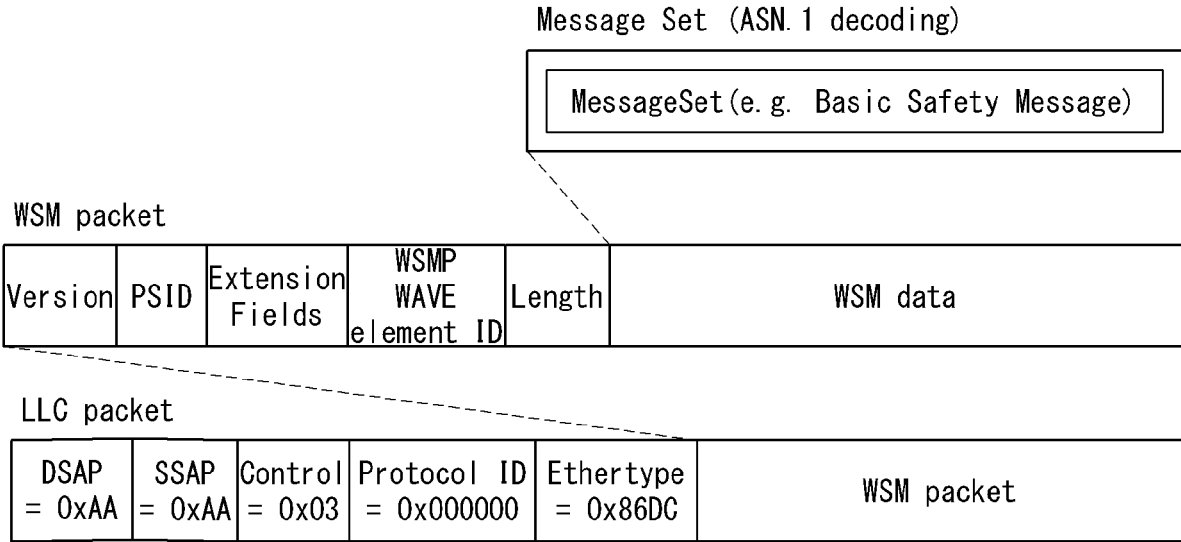 Message Set (ASN.1 decoding)
MessageSet(e.g. Basic Safety Message)
WSM packet
Version
PSID
Extension
Fields
WSMP
WAVE
element ID
Length
WSM data
LLC packet
DSAP
= 0xAA
SSAP
= 0xAA
Control
= 0x03
Protocol ID
= 0x000000
Ethertype
= 0x86DC
WSM packet